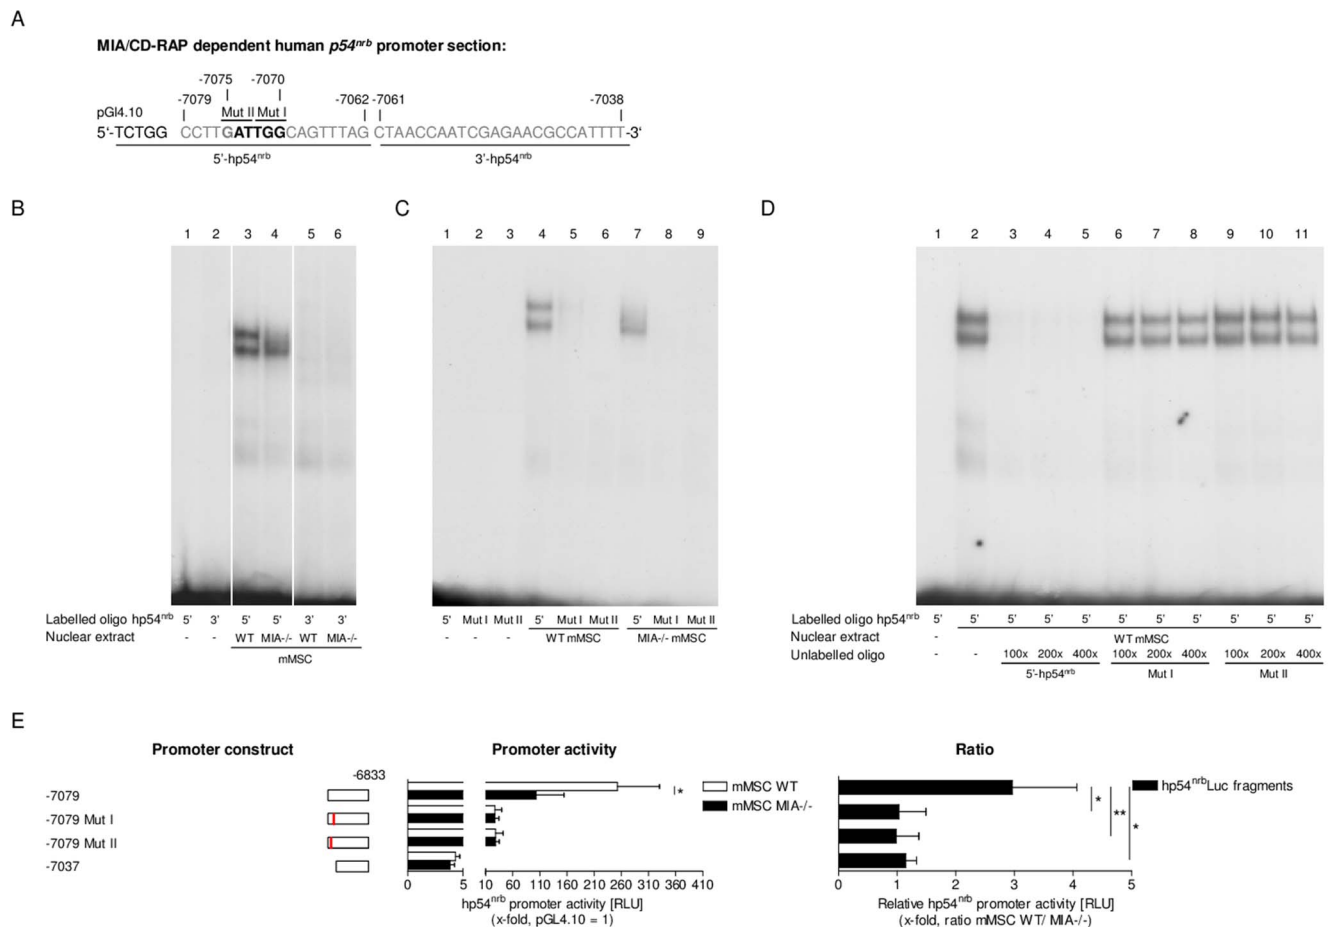 A
MIA/CD-RAP dependent human p54nrb promoter section:
-7075 -7070
-7079 -7062 -7061 -7038
pGl4.10 Mut II Mut I
5'-TCTGG CCTTGATTGGCAGTTTAG CTAACCAATCGAGAACGCCATTTT-3'
5'-hp54nrb 3'-hp54nrb
B C D
1 2 3 4 5 6 1 2 3 4 5 6 7 8 9 1 2 3 4 5 6 7 8 9 10 11
Labelled oligo hp54nrb 5' 3' 5' 5' 3' 3'
Nuclear extract - - WT MIA-/- WT MIA-/-
mMSC
5' Mut I Mut II 5' Mut I Mut II 5' Mut I Mut II
- - - WT mMSC MIA-/- mMSC
Labelled oligo hp54nrb 5' 5' 5' 5' 5' 5' 5' 5' 5' 5' 5'
Nuclear extract - WT mMSC
Unlabelled oligo - - 100x 200x 400x 100x 200x 400x 100x 200x 400x
5'-hp54nrb Mut I Mut II
E
Promoter construct Promoter activity Ratio
-6833
-7079
-7079 Mut I
-7079 Mut II
-7037
*
mMSC WT
mMSC MIA-/-
0 5 10 60 110 160 210 260 310 360 410
hp54nrb promoter activity [RLU]
(x-fold, pGL4.10 = 1)
hp54nrbLuc fragments
* ** *
0 1 2 3 4 5
Relative hp54nrb promoter activity [RLU]
(x-fold, ratio mMSC WT/ MIA-/-)